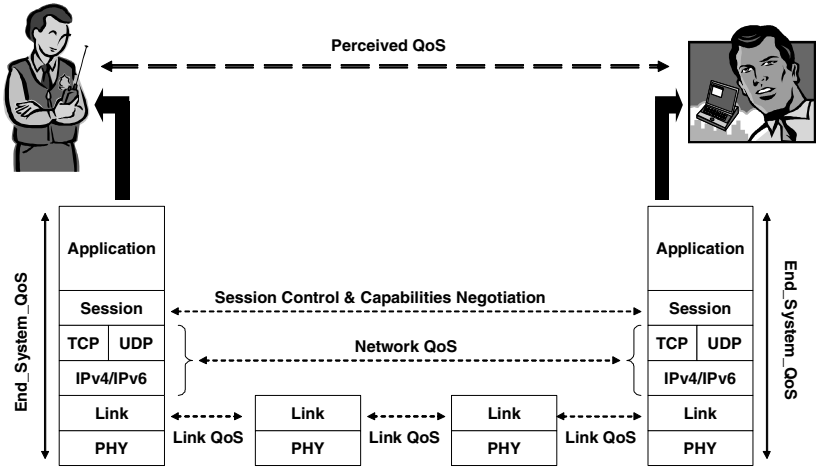 Perceived QoS
End_System_QoS
Application
Application
End_System_QoS
Session
Session Control & Capabilities Negotiation
Session
TCP UDP
Network QoS
TCP UDP
IPv4/IPv6
IPv4/IPv6
Link
Link
Link
Link
Link QoS
Link QoS
Link QoS
PHY
PHY
PHY
PHY